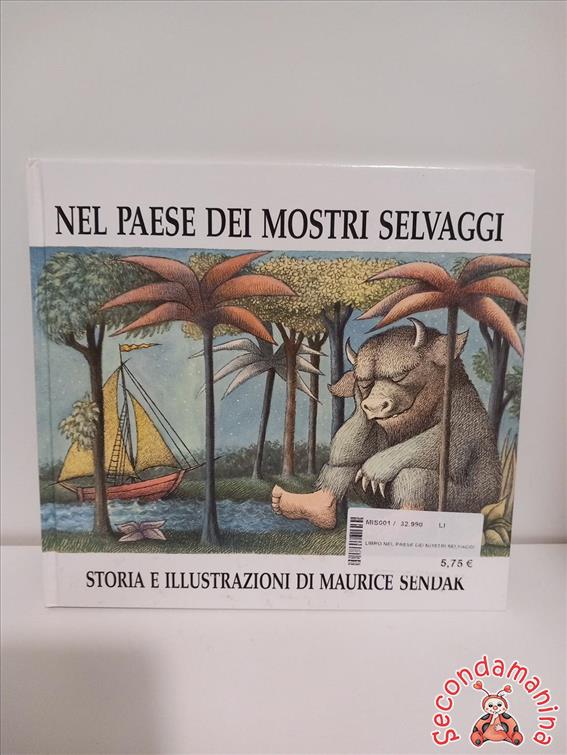 NEL PAESE DEI MOSTRI SELVAGGI
MIS001 / 32.990 LI
LIBRO NEL PAESE DEI MOSTRI SELVAGGI
5,75 €
STORIA E ILLUSTRAZIONI DI MAURICE SENDAK
Secondamanina